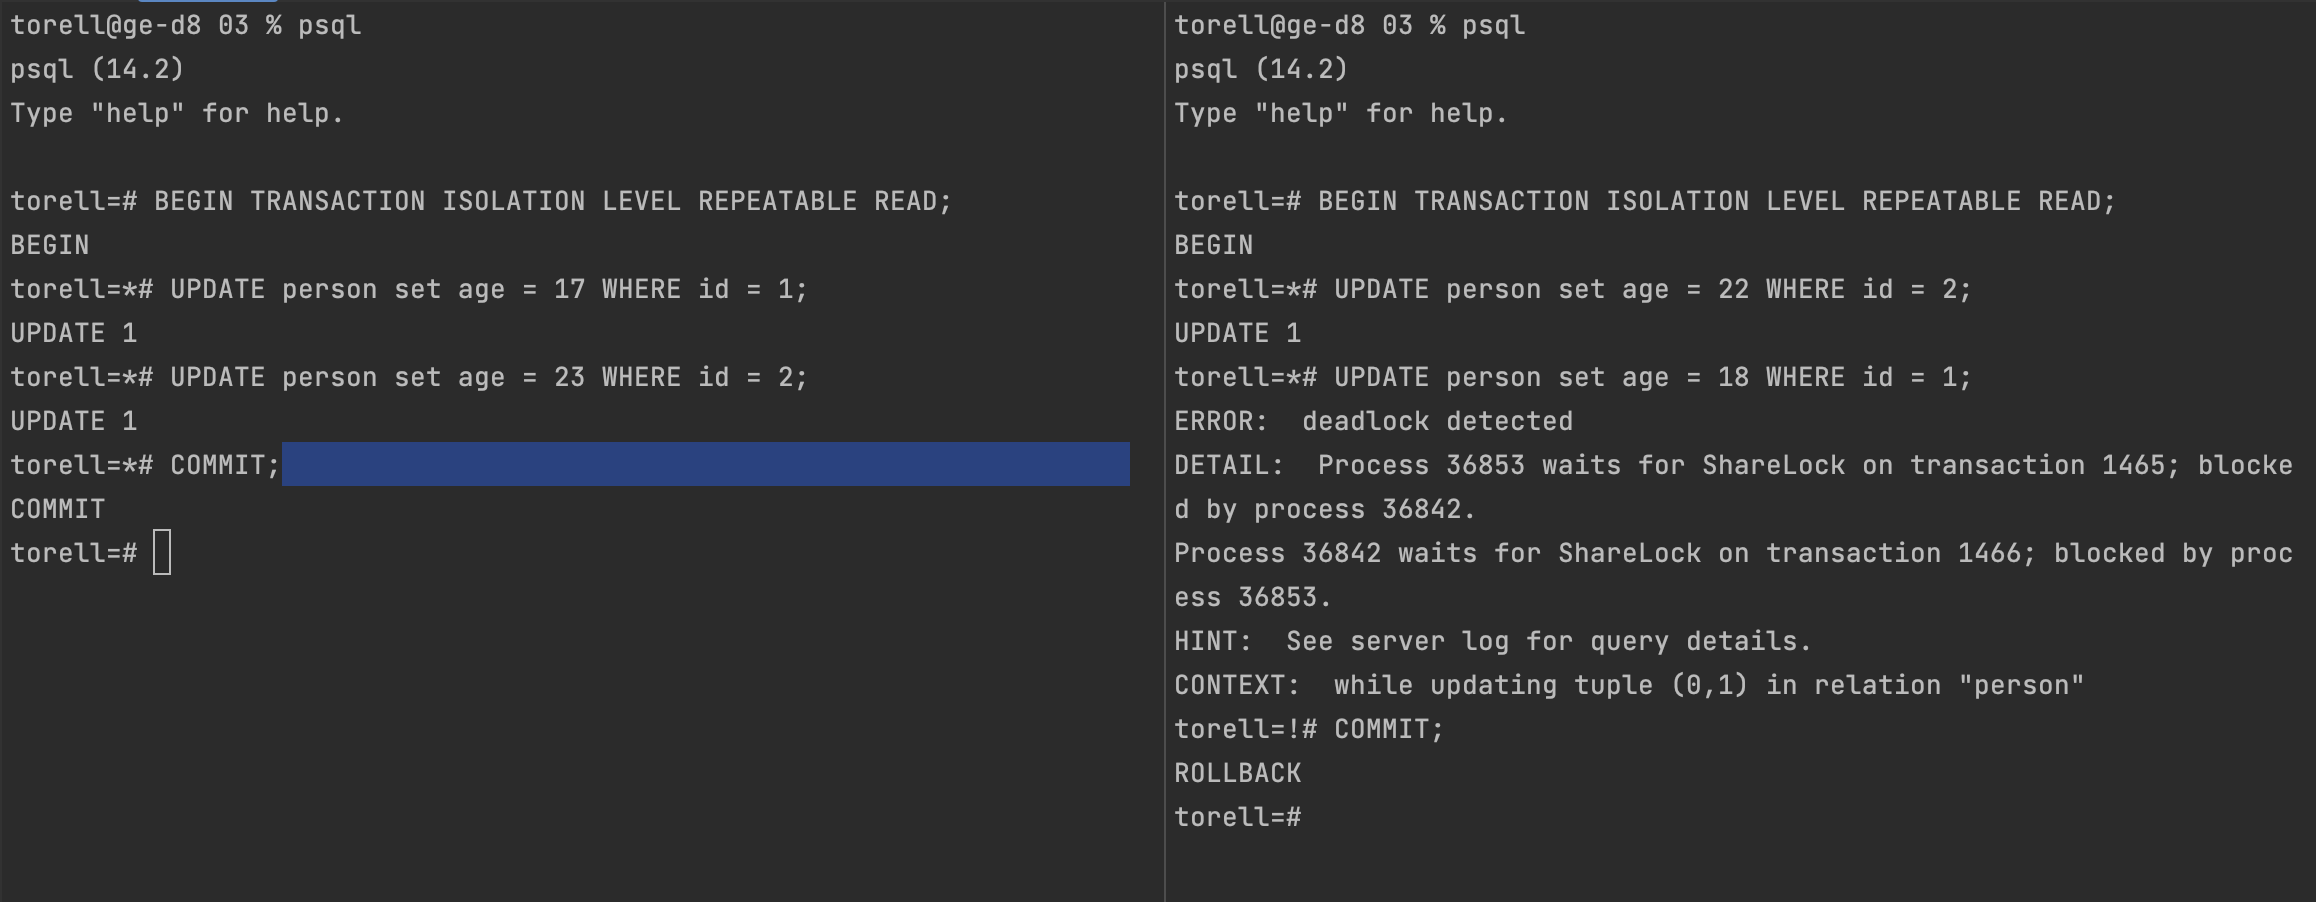 torell@ge-d8 03 % psql
psql (14.2)
Type "help" for help.
torell=# BEGIN TRANSACTION ISOLATION LEVEL REPEATABLE READ;
BEGIN
torell=*# UPDATE person set age = 17 WHERE id = 1;
UPDATE 1
torell=*# UPDATE person set age = 23 WHERE id = 2;
UPDATE 1
torell=*# COMMIT;
COMMIT
torell=#
torell@ge-d8 03 % psql
psql (14.2)
Type "help" for help.
torell=# BEGIN TRANSACTION ISOLATION LEVEL REPEATABLE READ;
BEGIN
torell=*# UPDATE person set age = 22 WHERE id = 2;
UPDATE 1
torell=*# UPDATE person set age = 18 WHERE id = 1;
ERROR:  deadlock detected
DETAIL:  Process 36853 waits for ShareLock on transaction 1465; blocke
d by process 36842.
Process 36842 waits for ShareLock on transaction 1466; blocked by proc
ess 36853.
HINT:  See server log for query details.
CONTEXT:  while updating tuple (0,1) in relation "person"
torell=!# COMMIT;
ROLLBACK
torell=#